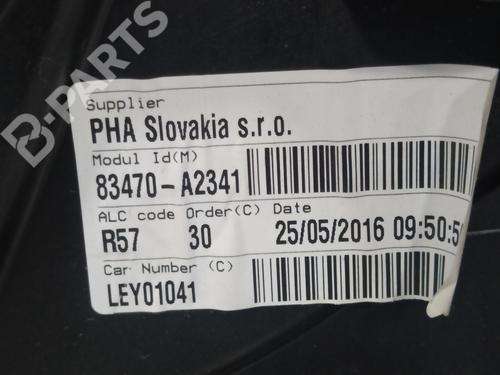 B-PARTS
Supplier
PHA Slovakia s.r.o.
Modul Id(M)
83470-A2341
ALC code Order(C) Date
R57 30 25/05/2016 09:50:5
Car Number (C)
LEY01041